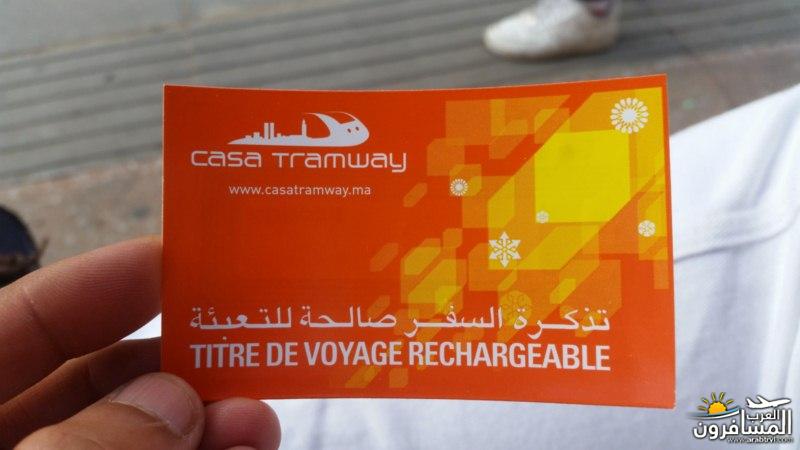 casa tramway
www.casatramway.ma
تذكرة السفر صالحة للتعبئة
TITRE DE VOYAGE RECHARGEABLE
العرب
المسافرون
www.arabtrvl.com